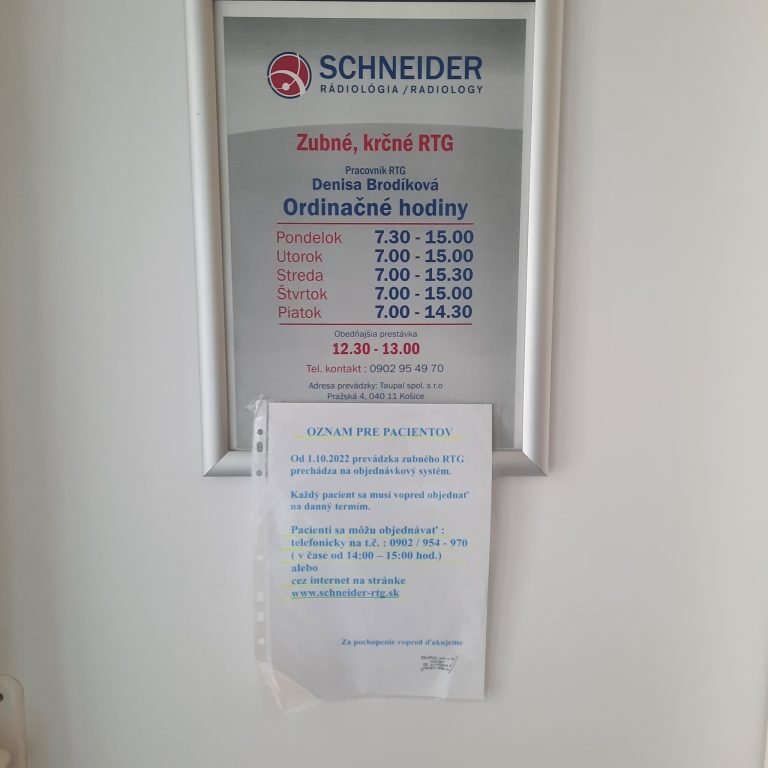 SCHNEIDER
RÁDIOLÓGIA / RADIOLOGY
Zubné, krčné RTG
Pracovník RTG
Denisa Brodíková
Ordinačné hodiny
Pondelok 7.30 - 15.00
Utorok 7.00 - 15.00
Streda 7.00 - 15.30
Štvrtok 7.00 - 15.00
Piatok 7.00 - 14.30
Obedňajšia prestávka
12.30 - 13.00
Tel. kontakt : 0902 95 49 70
Adresa prevádzky: Taupal spol. s r.o
Pražská 4, 040 11 Košice
OZNAM PRE PACIENTOV
Od 1.10.2022 prevádzka zubného RTG
prechádza na objednávkový systém.
Každý pacient sa musí vopred objednať
na danný termím.
Pacienti sa môžu objednávať :
telefonicky na t.č. : 0902 / 954 - 970
( v čase od 14:00 – 15:00 hod.)
alebo
cez internet na stránke
www.schneider-rtg.sk
Za pochopenie vopred ďakujeme